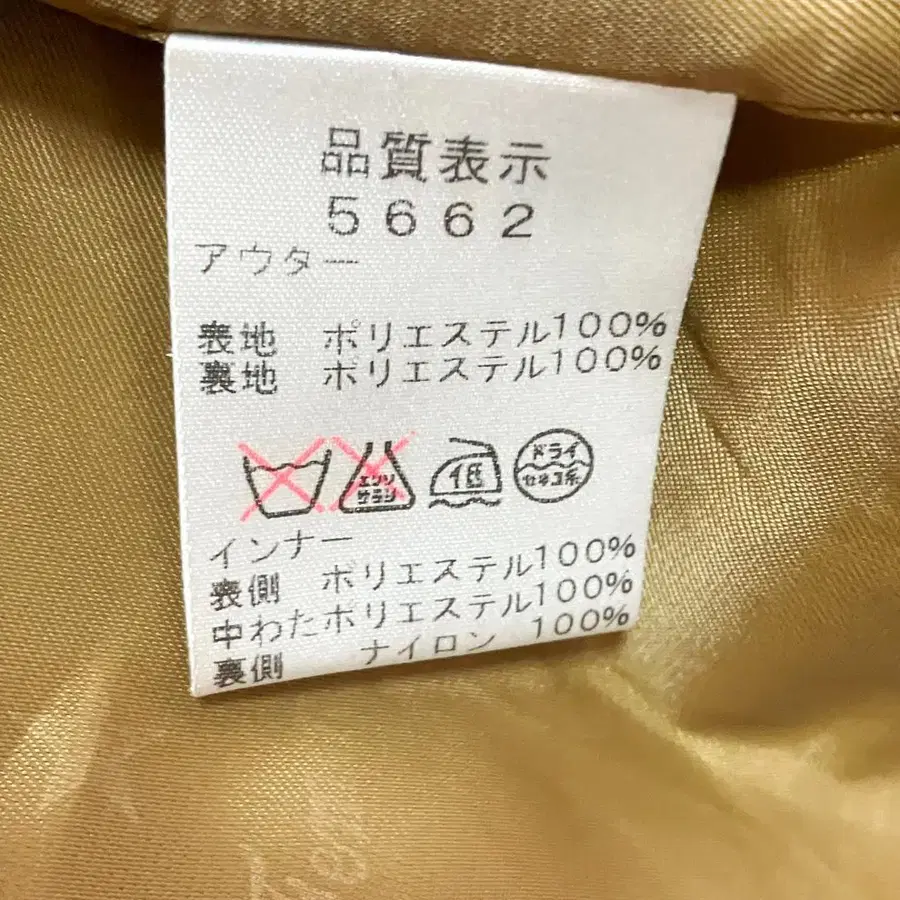 品質表示
5662
アウター
表地 ポリエステル100%
裏地 ポリエステル100%
エンソ
サラシ
低
ドライ
セキユ系
インナー
表側 ポリエステル100%
中わたポリエステル100%
裏側 ナイロン 100%